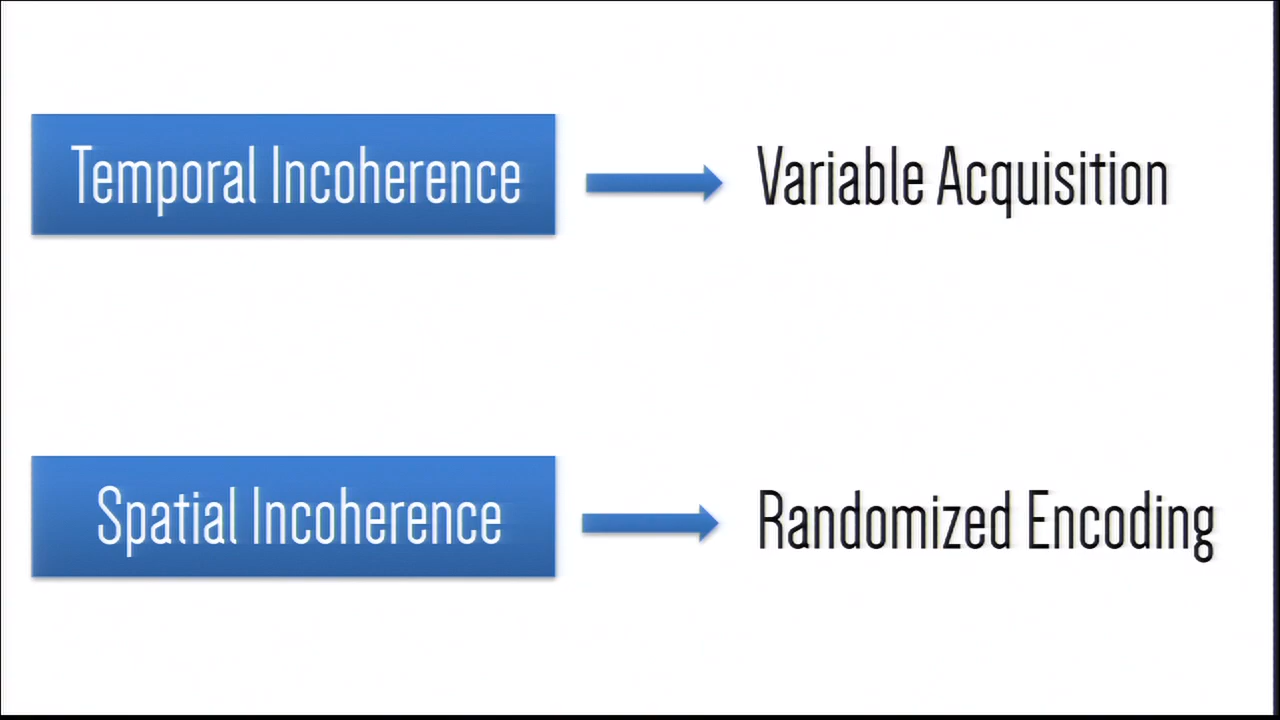 Temporal Incoherence
Variable Acquisition
Spatial Incoherence
Randomized Encoding